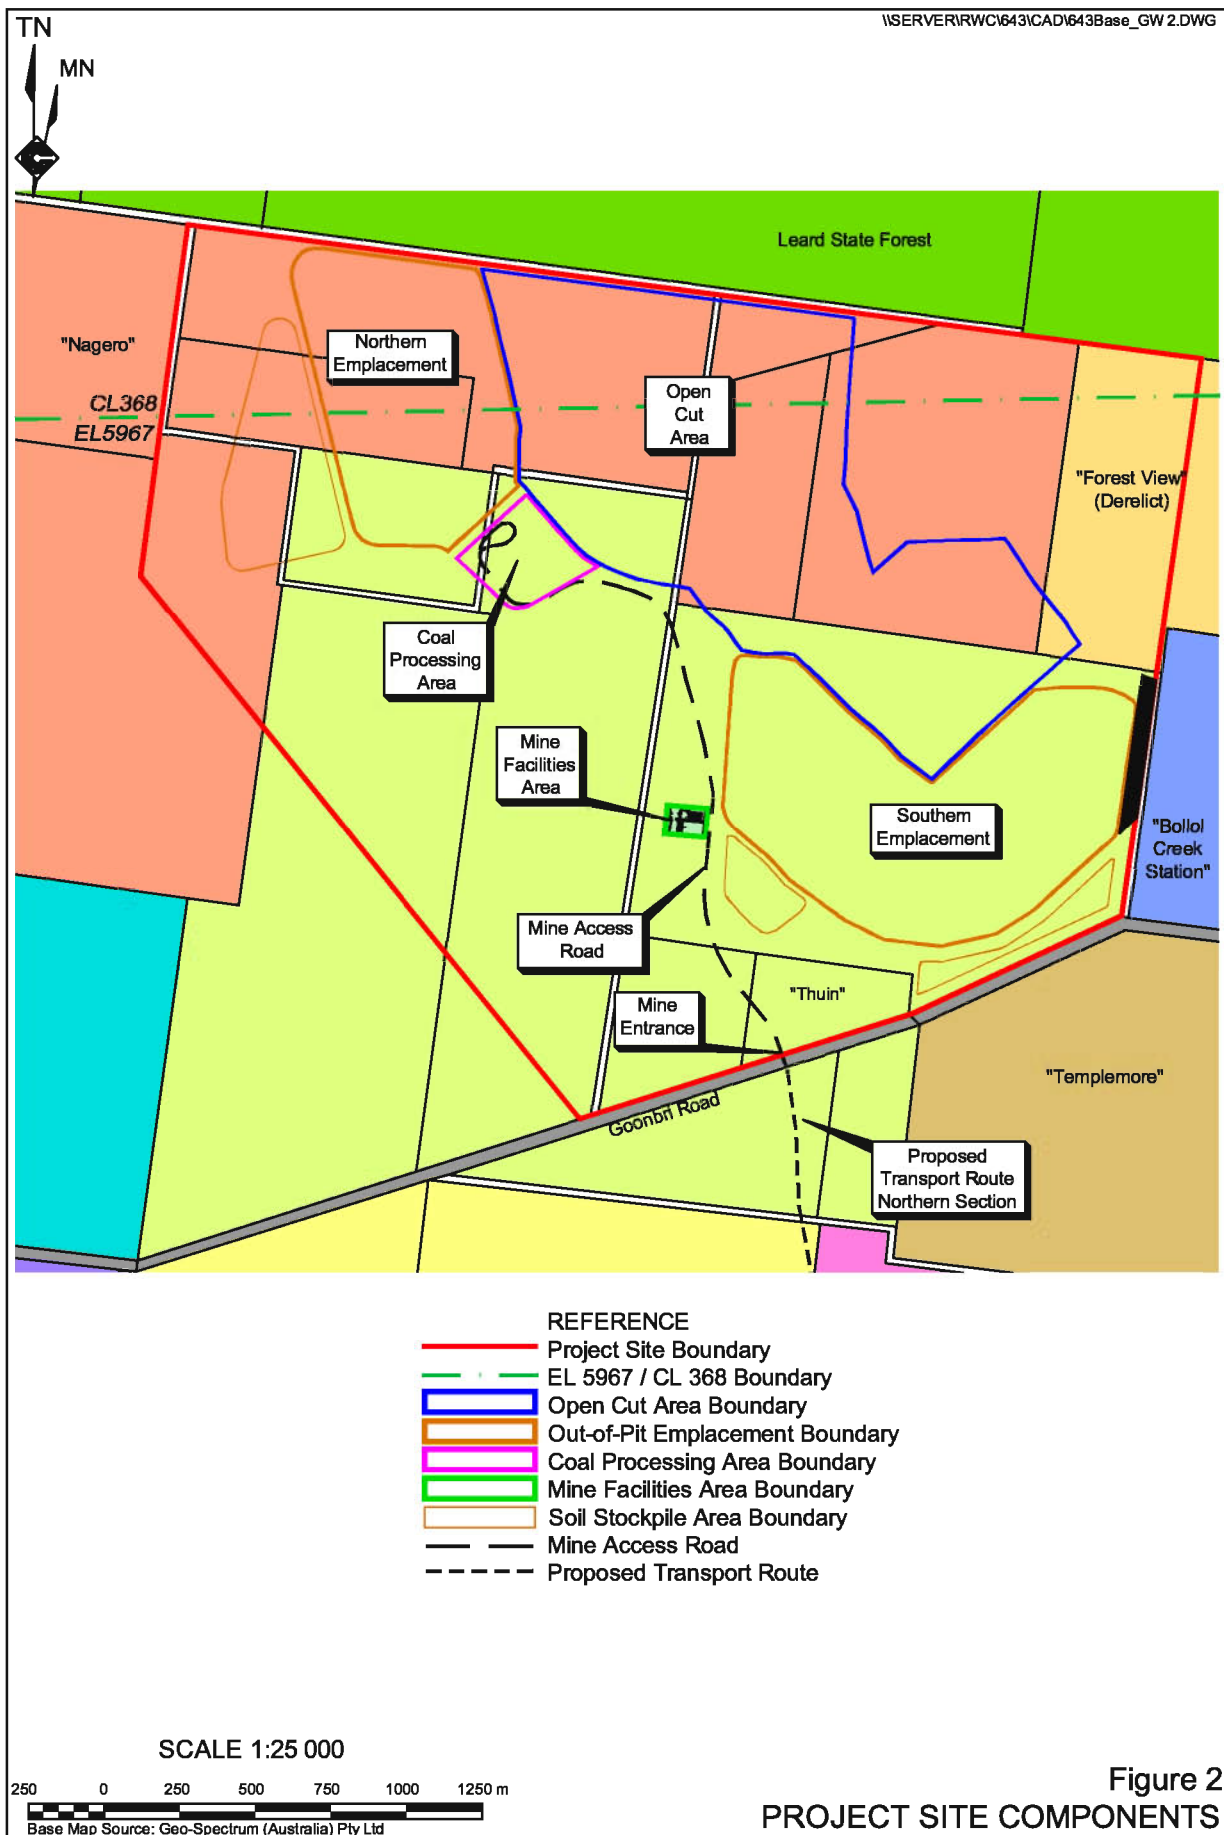 \\SERVER\RWC\643\CAD\643Base_GW 2.DWG
TN
MN
Leard State Forest
"Nagero"
Northern
Emplacement
CL368
EL5967
Open
Cut
Area
"Forest View"
(Derelict)
Coal
Processing
Area
Mine
Facilities
Area
Southern
Emplacement
"Bollol
Creek
Station"
Mine Access
Road
"Thuin"
Mine
Entrance
"Templemore"
Goonbri Road
Proposed
Transport Route
Northern Section
REFERENCE
Project Site Boundary
EL 5967 / CL 368 Boundary
Open Cut Area Boundary
Out-of-Pit Emplacement Boundary
Coal Processing Area Boundary
Mine Facilities Area Boundary
Soil Stockpile Area Boundary
Mine Access Road
Proposed Transport Route
SCALE 1:25 000
250 0 250 500 750 1000 1250 m
Base Map Source: Geo-Spectrum (Australia) Pty Ltd
Figure 2
PROJECT SITE COMPONENTS